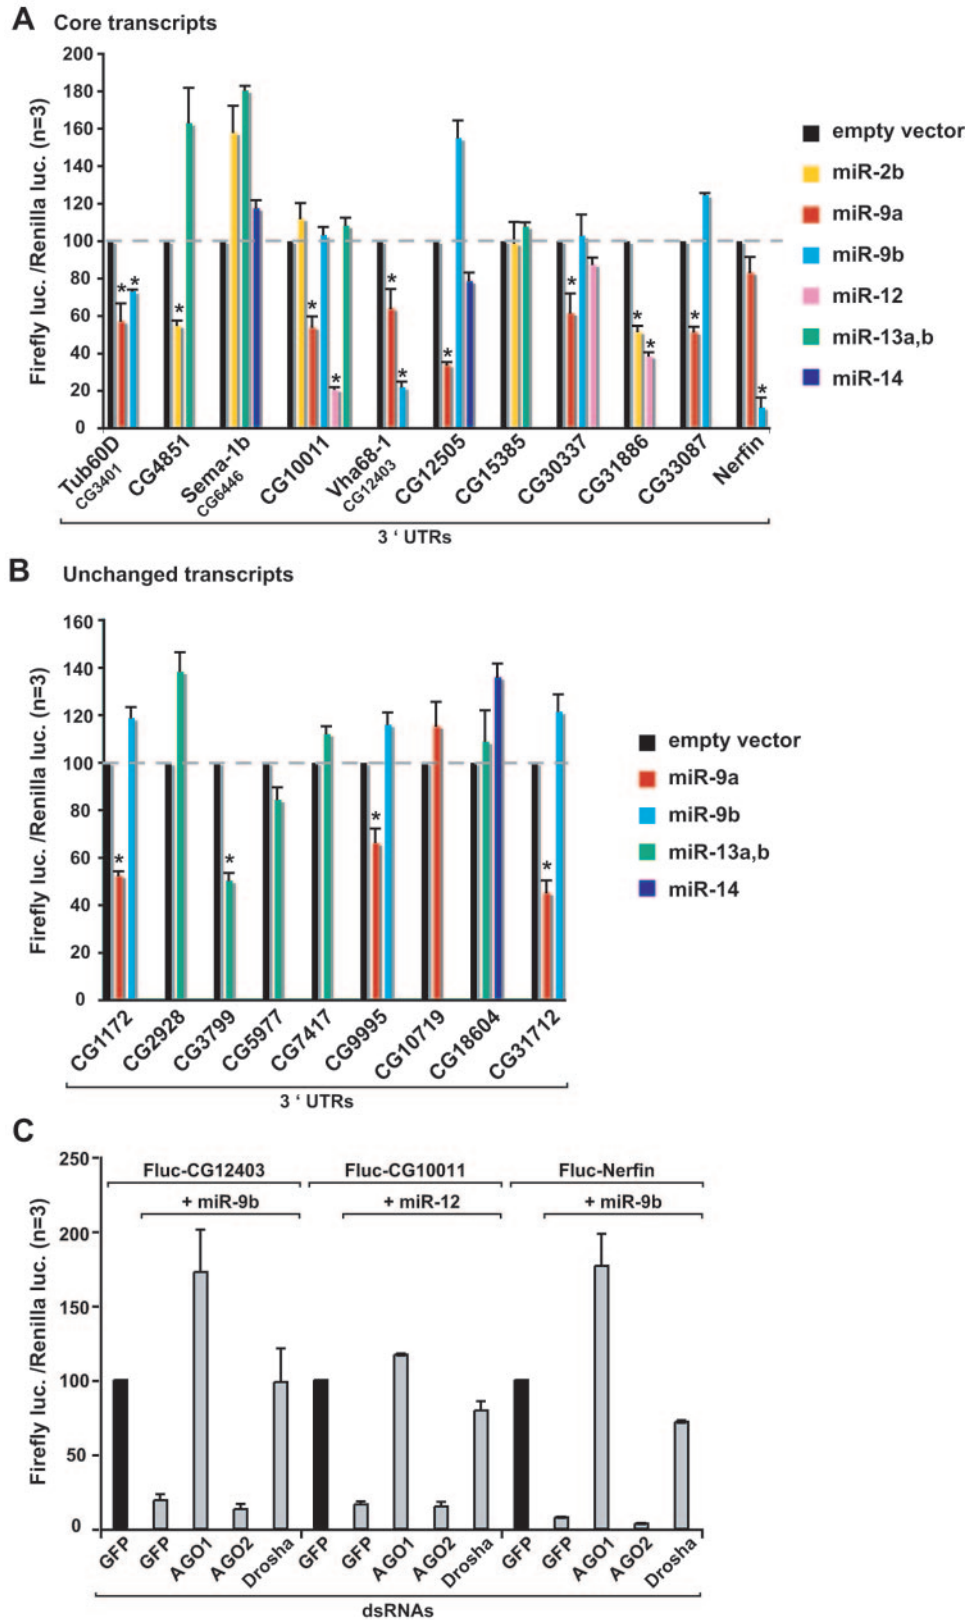 A Core transcripts
Firefly luc. /Renilla luc. (n=3)
200
180
160
140
120
100
80
60
40
20
0
* * * * * * * * * * * * *
Tub60D CG3401
CG4851
Sema-1b CG6446
CG10011
Vha68-1 CG12403
CG12505
CG15385
CG30337
CG31886
CG33087
Nerfin
3 ‘ UTRs
empty vector
miR-2b
miR-9a
miR-9b
miR-12
miR-13a,b
miR-14
B Unchanged transcripts
Firefly luc. /Renilla luc. (n=3)
160
140
120
100
80
60
40
20
0
* * * *
CG1172
CG2928
CG3799
CG5977
CG7417
CG9995
CG10719
CG18604
CG31712
3 ‘ UTRs
empty vector
miR-9a
miR-9b
miR-13a,b
miR-14
C
Firefly luc. /Renilla luc. (n=3)
250
200
150
100
50
0
Fluc-CG12403 Fluc-CG10011 Fluc-Nerfin
+ miR-9b + miR-12 + miR-9b
GFP GFP AGO1 AGO2 Drosha GFP GFP AGO1 AGO2 Drosha GFP GFP AGO1 AGO2 Drosha
dsRNAs